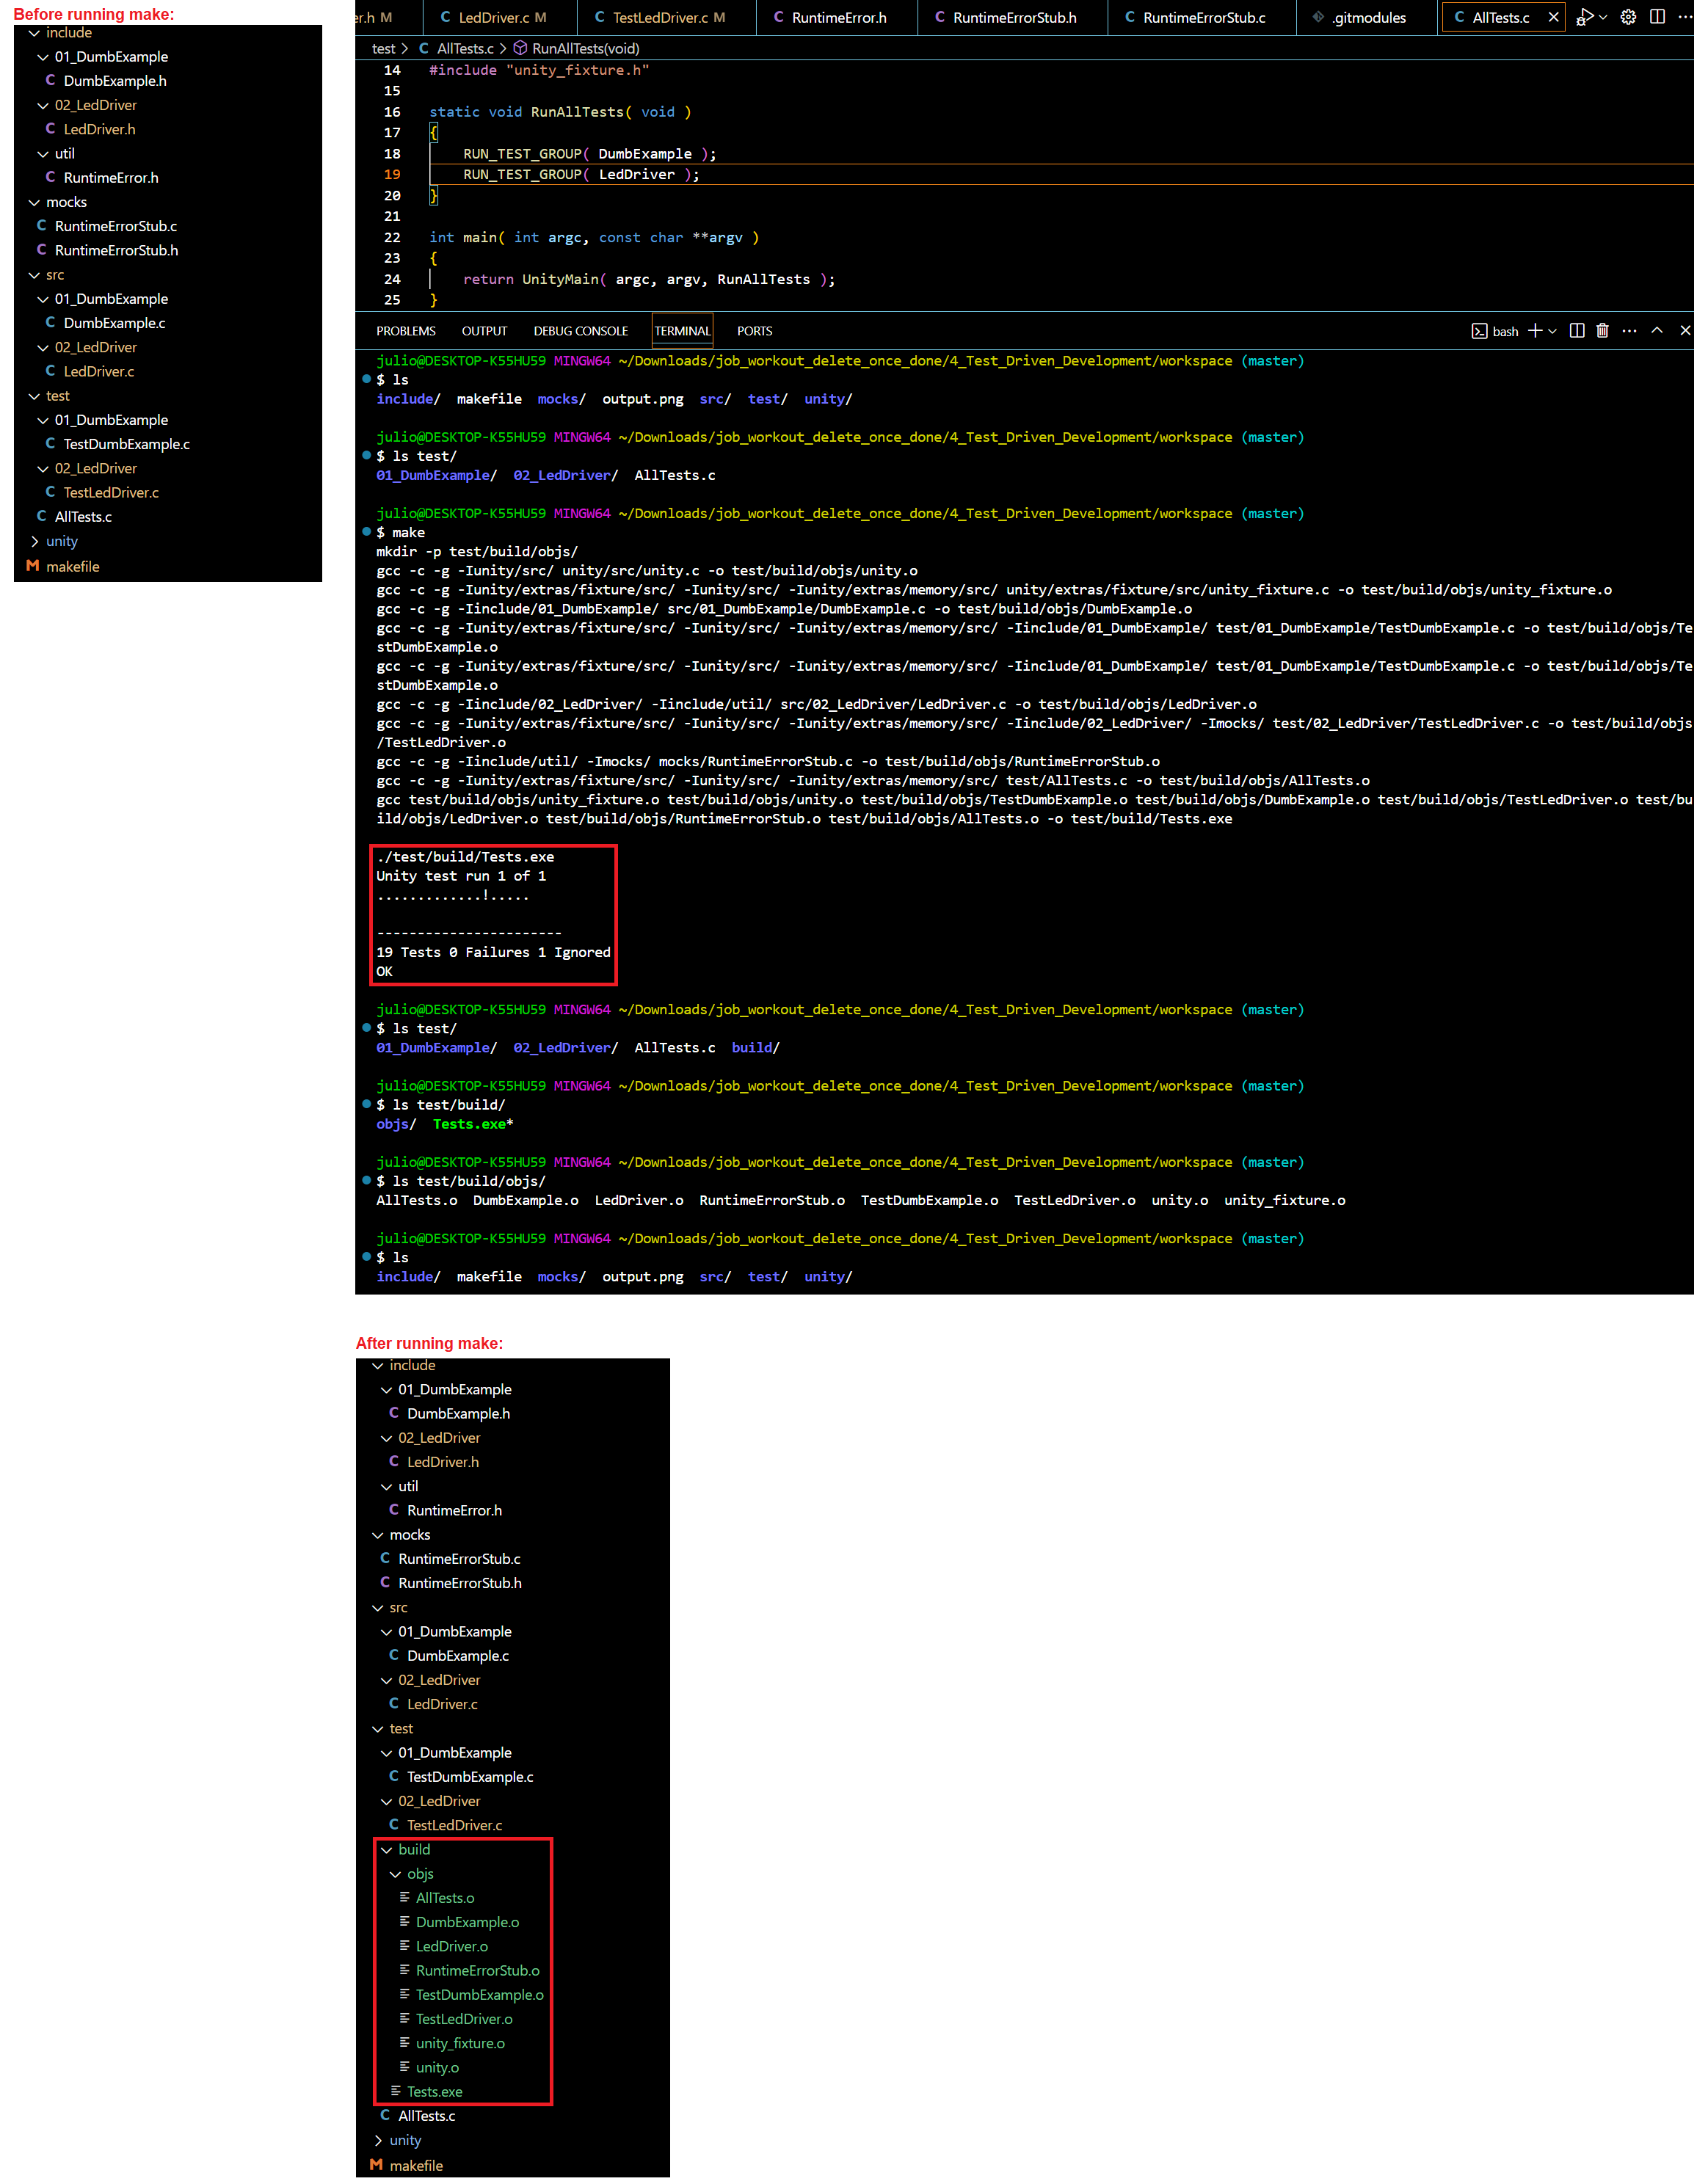 Before running make:
include
01_DumbExample
C DumbExample.h
02_LedDriver
C LedDriver.h
util
C RuntimeError.h
mocks
C RuntimeErrorStub.c
C RuntimeErrorStub.h
src
01_DumbExample
C DumbExample.c
02_LedDriver
C LedDriver.c
test
01_DumbExample
C TestDumbExample.c
02_LedDriver
C TestLedDriver.c
C AllTests.c
unity
M makefile
er.h M C LedDriver.c M C TestLedDriver.c M C RuntimeError.h C RuntimeErrorStub.h C RuntimeErrorStub.c .gitmodules C AllTests.c
test > C AllTests.c > RunAllTests(void)
14 #include "unity_fixture.h"
15
16 static void RunAllTests( void )
17 {
18 RUN_TEST_GROUP( DumbExample );
19 RUN_TEST_GROUP( LedDriver );
20 }
21
22 int main( int argc, const char **argv )
23 {
24 return UnityMain( argc, argv, RunAllTests );
25 }
PROBLEMS OUTPUT DEBUG CONSOLE TERMINAL PORTS bash
julio@DESKTOP-K55HU59 MINGW64 ~/Downloads/job_workout_delete_once_done/4_Test_Driven_Development/workspace (master)
$ ls
include/ makefile mocks/ output.png src/ test/ unity/
julio@DESKTOP-K55HU59 MINGW64 ~/Downloads/job_workout_delete_once_done/4_Test_Driven_Development/workspace (master)
$ ls test/
01_DumbExample/ 02_LedDriver/ AllTests.c
julio@DESKTOP-K55HU59 MINGW64 ~/Downloads/job_workout_delete_once_done/4_Test_Driven_Development/workspace (master)
$ make
mkdir -p test/build/objs/
gcc -c -g -Iunity/src/ unity/src/unity.c -o test/build/objs/unity.o
gcc -c -g -Iunity/extras/fixture/src/ -Iunity/src/ -Iunity/extras/memory/src/ unity/extras/fixture/src/unity_fixture.c -o test/build/objs/unity_fixture.o
gcc -c -g -Iinclude/01_DumbExample/ src/01_DumbExample/DumbExample.c -o test/build/objs/DumbExample.o
gcc -c -g -Iunity/extras/fixture/src/ -Iunity/src/ -Iunity/extras/memory/src/ -Iinclude/01_DumbExample/ test/01_DumbExample/TestDumbExample.c -o test/build/objs/Te
stDumbExample.o
gcc -c -g -Iunity/extras/fixture/src/ -Iunity/src/ -Iunity/extras/memory/src/ -Iinclude/01_DumbExample/ test/01_DumbExample/TestDumbExample.c -o test/build/objs/Te
stDumbExample.o
gcc -c -g -Iinclude/02_LedDriver/ -Iinclude/util/ src/02_LedDriver/LedDriver.c -o test/build/objs/LedDriver.o
gcc -c -g -Iunity/extras/fixture/src/ -Iunity/src/ -Iunity/extras/memory/src/ -Iinclude/02_LedDriver/ -Imocks/ test/02_LedDriver/TestLedDriver.c -o test/build/objs
/TestLedDriver.o
gcc -c -g -Iinclude/util/ -Imocks/ mocks/RuntimeErrorStub.c -o test/build/objs/RuntimeErrorStub.o
gcc -c -g -Iunity/extras/fixture/src/ -Iunity/src/ -Iunity/extras/memory/src/ test/AllTests.c -o test/build/objs/AllTests.o
gcc test/build/objs/unity_fixture.o test/build/objs/unity.o test/build/objs/TestDumbExample.o test/build/objs/DumbExample.o test/build/objs/TestLedDriver.o test/bu
ild/objs/LedDriver.o test/build/objs/RuntimeErrorStub.o test/build/objs/AllTests.o -o test/build/Tests.exe
./test/build/Tests.exe
Unity test run 1 of 1
.............!.....
-----------------------
19 Tests 0 Failures 1 Ignored
OK
julio@DESKTOP-K55HU59 MINGW64 ~/Downloads/job_workout_delete_once_done/4_Test_Driven_Development/workspace (master)
$ ls test/
01_DumbExample/ 02_LedDriver/ AllTests.c build/
julio@DESKTOP-K55HU59 MINGW64 ~/Downloads/job_workout_delete_once_done/4_Test_Driven_Development/workspace (master)
$ ls test/build/
objs/ Tests.exe*
julio@DESKTOP-K55HU59 MINGW64 ~/Downloads/job_workout_delete_once_done/4_Test_Driven_Development/workspace (master)
$ ls test/build/objs/
AllTests.o DumbExample.o LedDriver.o RuntimeErrorStub.o TestDumbExample.o TestLedDriver.o unity.o unity_fixture.o
julio@DESKTOP-K55HU59 MINGW64 ~/Downloads/job_workout_delete_once_done/4_Test_Driven_Development/workspace (master)
$ ls
include/ makefile mocks/ output.png src/ test/ unity/
After running make:
include
01_DumbExample
C DumbExample.h
02_LedDriver
C LedDriver.h
util
C RuntimeError.h
mocks
C RuntimeErrorStub.c
C RuntimeErrorStub.h
src
01_DumbExample
C DumbExample.c
02_LedDriver
C LedDriver.c
test
01_DumbExample
C TestDumbExample.c
02_LedDriver
C TestLedDriver.c
build
objs
AllTests.o
DumbExample.o
LedDriver.o
RuntimeErrorStub.o
TestDumbExample.o
TestLedDriver.o
unity_fixture.o
unity.o
Tests.exe
C AllTests.c
unity
M makefile